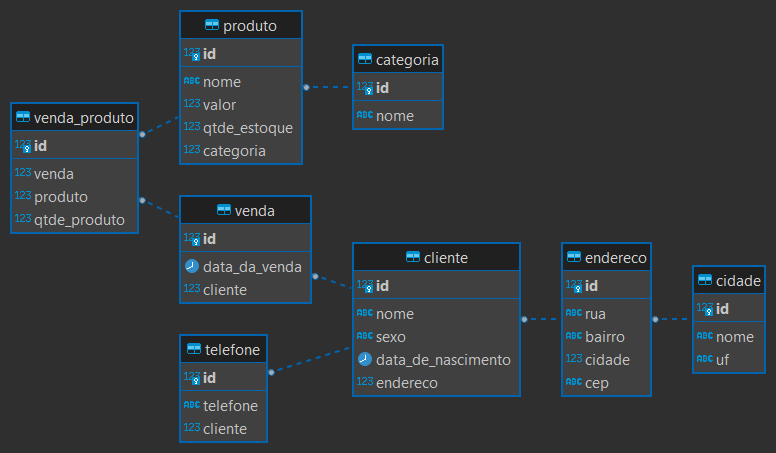 produto
123 id
ABC nome
123 valor
123 qtde_estoque
123 categoria
categoria
123 id
ABC nome
venda_produto
123 id
123 venda
123 produto
123 qtde_produto
venda
123 id
data_da_venda
123 cliente
cliente
123 id
ABC nome
ABC sexo
data_de_nascimento
123 endereco
endereco
123 id
ABC rua
ABC bairro
123 cidade
ABC cep
cidade
123 id
ABC nome
ABC uf
telefone
123 id
ABC telefone
123 cliente